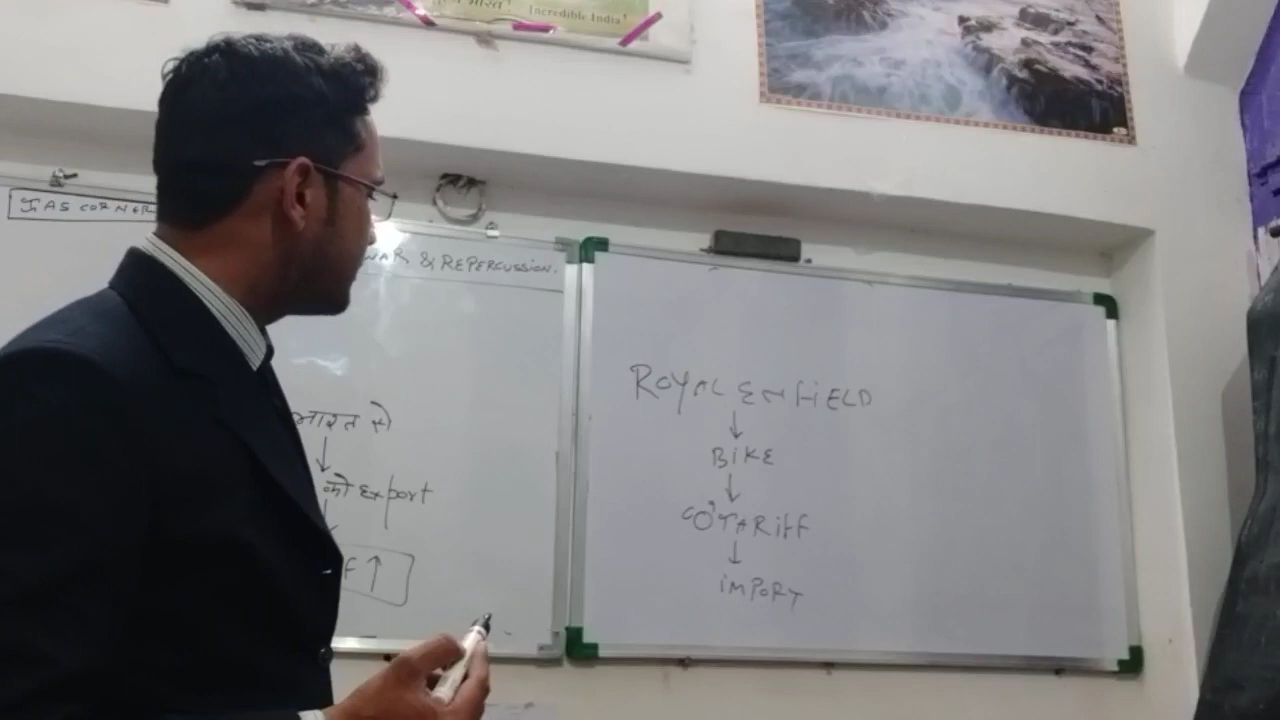 Incredible India!
IAS CORNER
WAR & REPERCUSSION.
भारत से
↓
को export
↓
F ↑
ROYAL ENFIELD
↓
BIKE
↓
TARIFF
↓
IMPORT